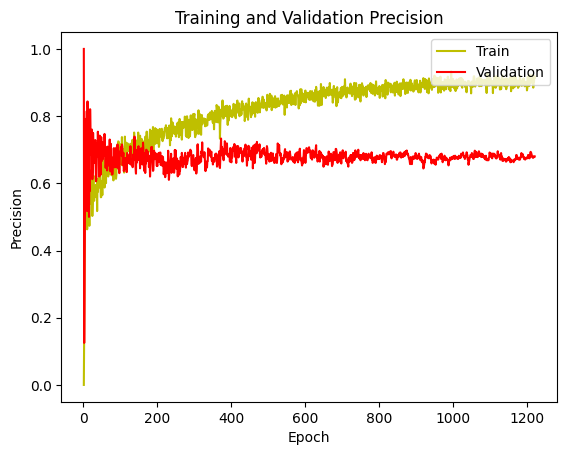 Training and Validation Precision
Train
Validation
1.0
0.8
0.6
0.4
0.2
0.0
Precision
0 200 400 600 800 1000 1200
Epoch